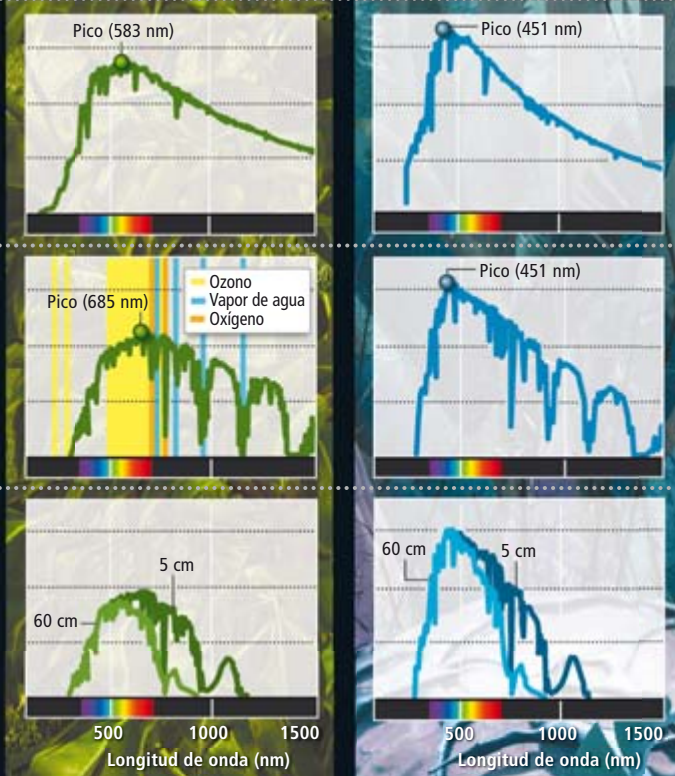 Pico (583 nm)
Pico (451 nm)
Pico (685 nm)
Ozono
Vapor de agua
Oxígeno
Pico (451 nm)
60 cm
5 cm
60 cm
5 cm
500 1000 1500
Longitud de onda (nm)
500 1000 1500
Longitud de onda (nm)